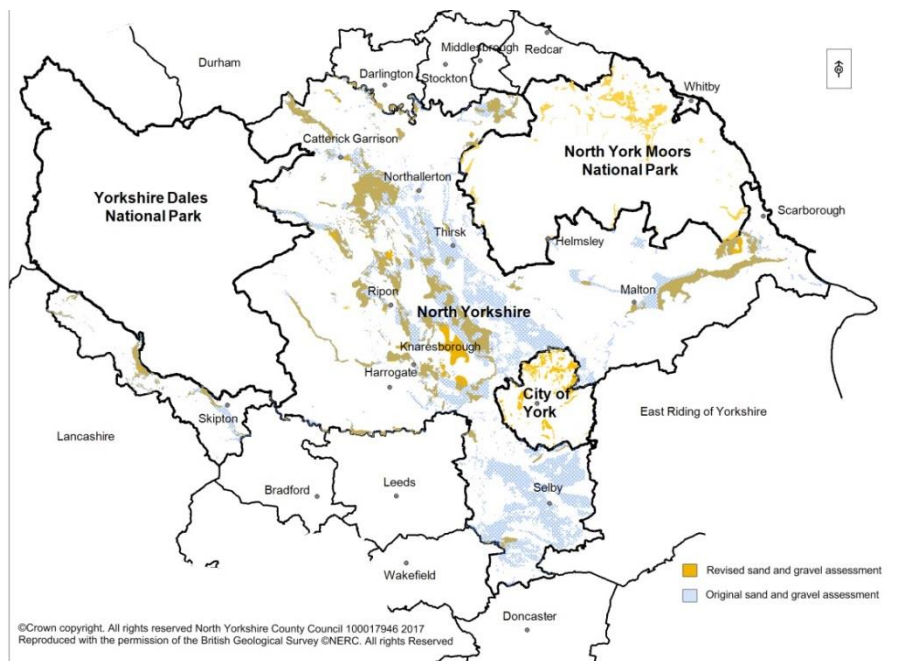 Middlesbrough
Redcar
Durham
Darlington
Stockton
Whitby
Catterick Garrison
North York Moors
National Park
Northallerton
Yorkshire Dales
National Park
Scarborough
Thirsk
Helmsley
Ripon
Malton
North Yorkshire
Knaresborough
Harrogate
City of
York
Skipton
East Riding of Yorkshire
Lancashire
Bradford
Leeds
Selby
Wakefield
Revised sand and gravel assessment
Original sand and gravel assessment
Doncaster
©Crown copyright. All rights reserved North Yorkshire County Council 100017946 2017
Reproduced with the permission of the British Geological Survey ©NERC. All rights Reserved